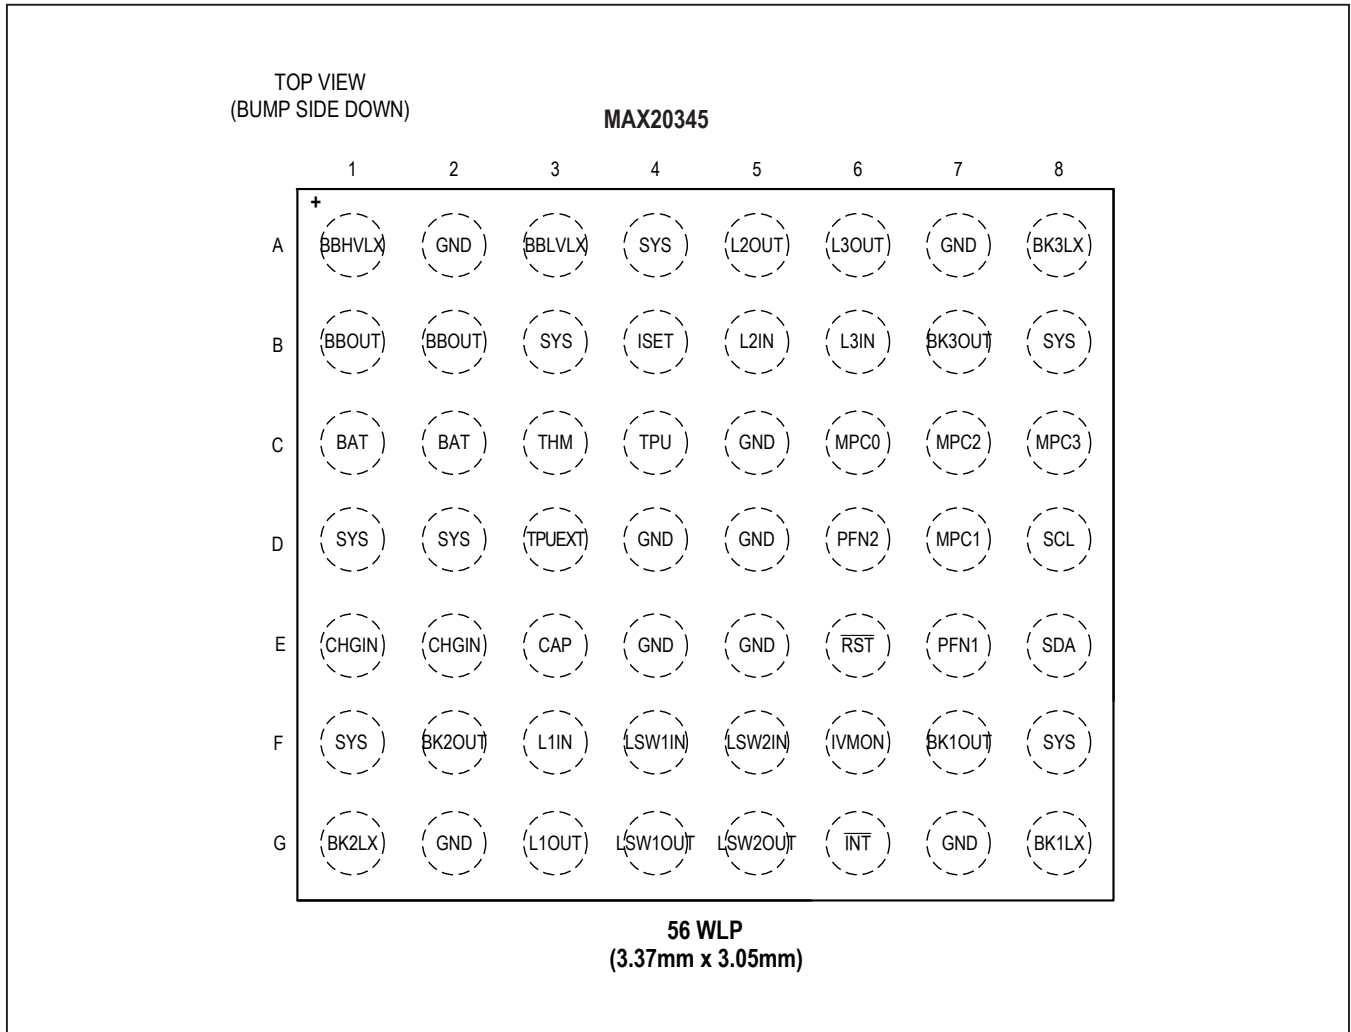 TOP VIEW
(BUMP SIDE DOWN)
MAX20345
1 2 3 4 5 6 7 8
+
A BBHVLX GND BBLVLX SYS L2OUT L3OUT GND BK3LX
B BBOUT BBOUT SYS ISET L2IN L3IN BK3OUT SYS
C BAT BAT THM TPU GND MPC0 MPC2 MPC3
D SYS SYS TPUEXT GND GND PFN2 MPC1 SCL
E CHGIN CHGIN CAP GND GND R̅S̅T̅ PFN1 SDA
F SYS BK2OUT L1IN LSW1IN LSW2IN IVMON BK1OUT SYS
G BK2LX GND L1OUT LSW1OUT LSW2OUT I̅N̅T̅ GND BK1LX
56 WLP
(3.37mm x 3.05mm)